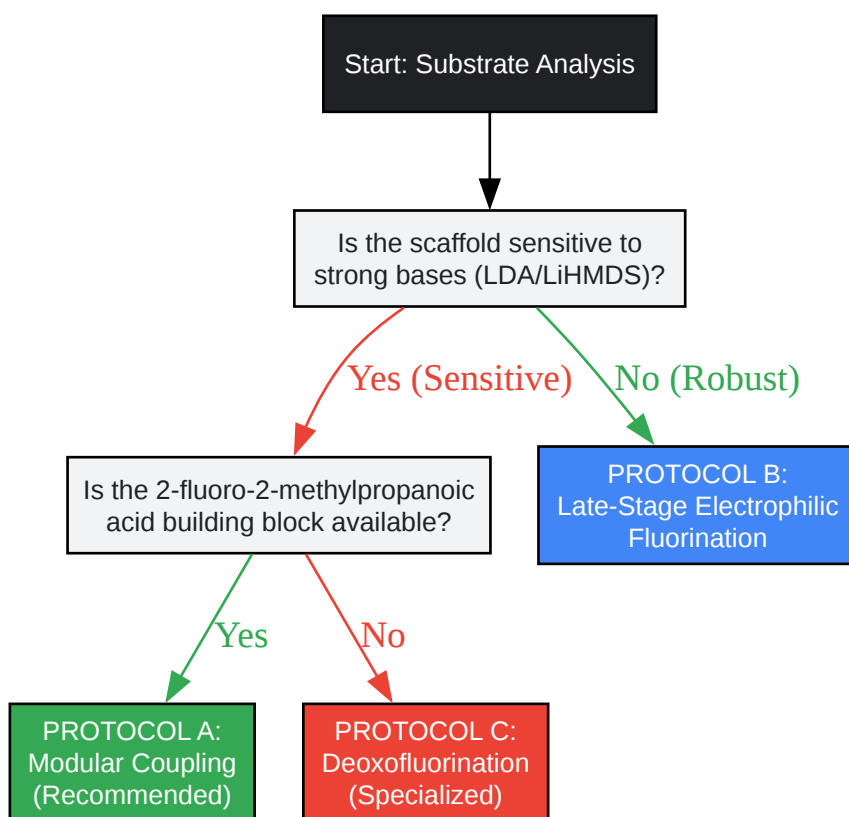 Start: Substrate Analysis
Is the scaffold sensitive to
strong bases (LDA/LiHMDS)?
Yes (Sensitive)
No (Robust)
Is the 2-fluoro-2-methylpropanoic
acid building block available?
PROTOCOL B:
Late-Stage Electrophilic
Fluorination
Yes
No
PROTOCOL A:
Modular Coupling
(Recommended)
PROTOCOL C:
Deoxofluorination
(Specialized)